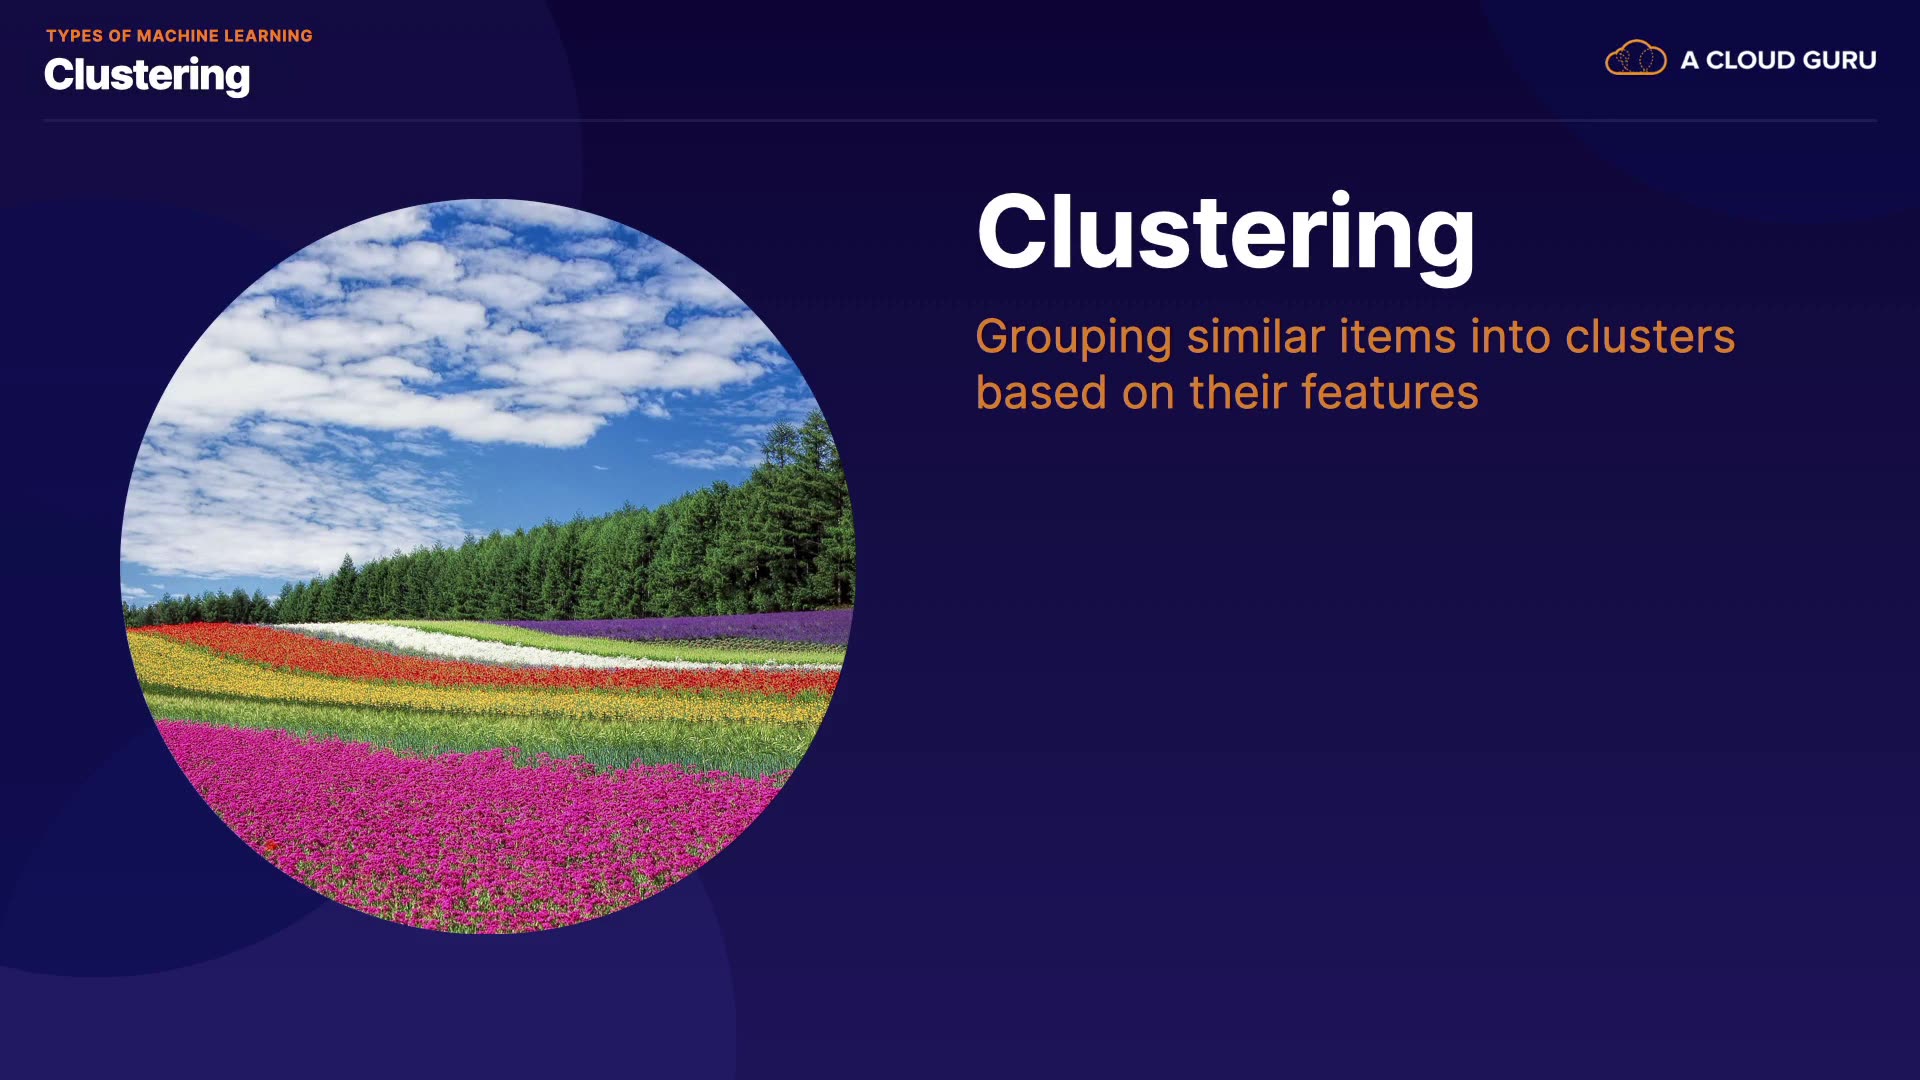 TYPES OF MACHINE LEARNING
Clustering
A CLOUD GURU
Clustering
Grouping similar items into clusters
based on their features